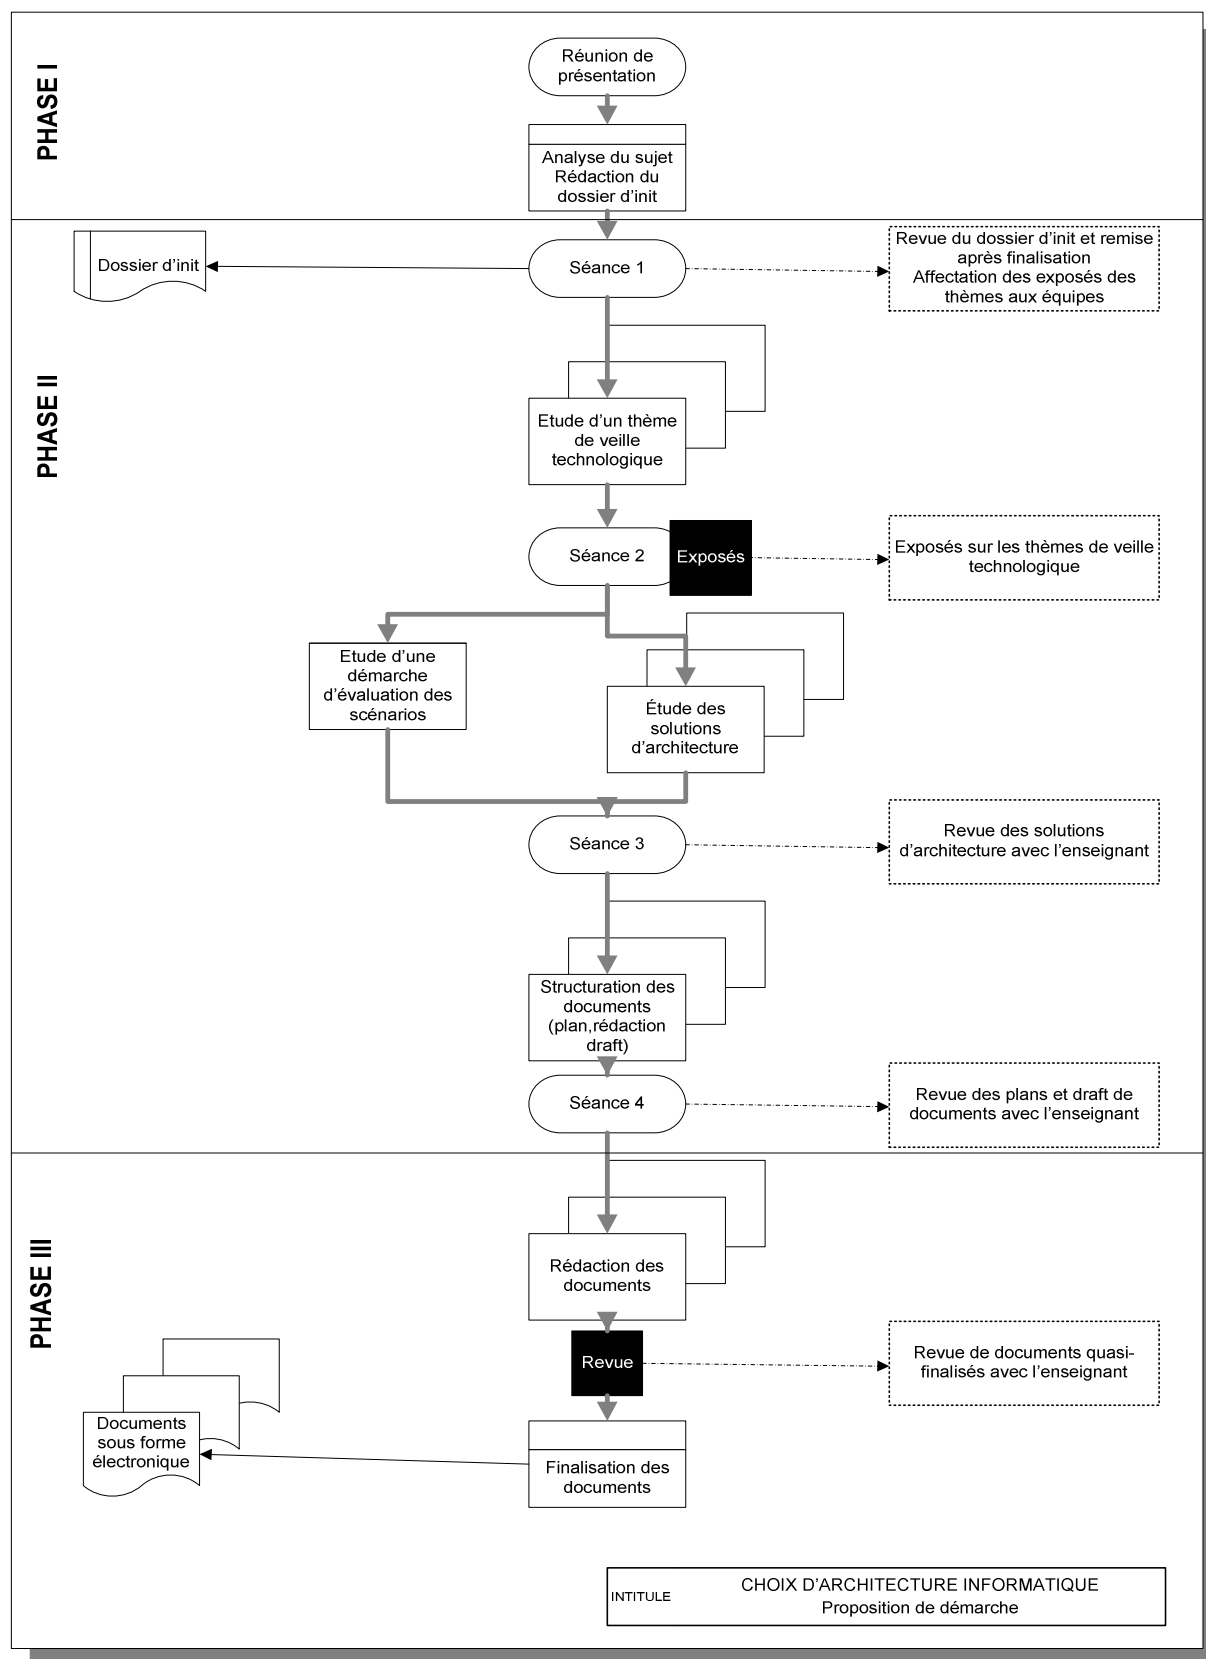 PHASE I
Réunion de
présentation
Analyse du sujet
Rédaction du
dossier d’init
PHASE II
Dossier d’init
Séance 1
Revue du dossier d’init et remise
après finalisation
Affectation des exposés des
thèmes aux équipes
Etude d’un thème
de veille
technologique
Séance 2
Exposés
Exposés sur les thèmes de veille
technologique
Etude d’une
démarche
d’évaluation des
scénarios
Étude des
solutions
d’architecture
Séance 3
Revue des solutions
d’architecture avec l’enseignant
Structuration des
documents
(plan,rédaction
draft)
Séance 4
Revue des plans et draft de
documents avec l’enseignant
PHASE III
Rédaction des
documents
Revue
Revue de documents quasi-
finalisés avec l’enseignant
Documents
sous forme
électronique
Finalisation des
documents
INTITULE
CHOIX D’ARCHITECTURE INFORMATIQUE
Proposition de démarche